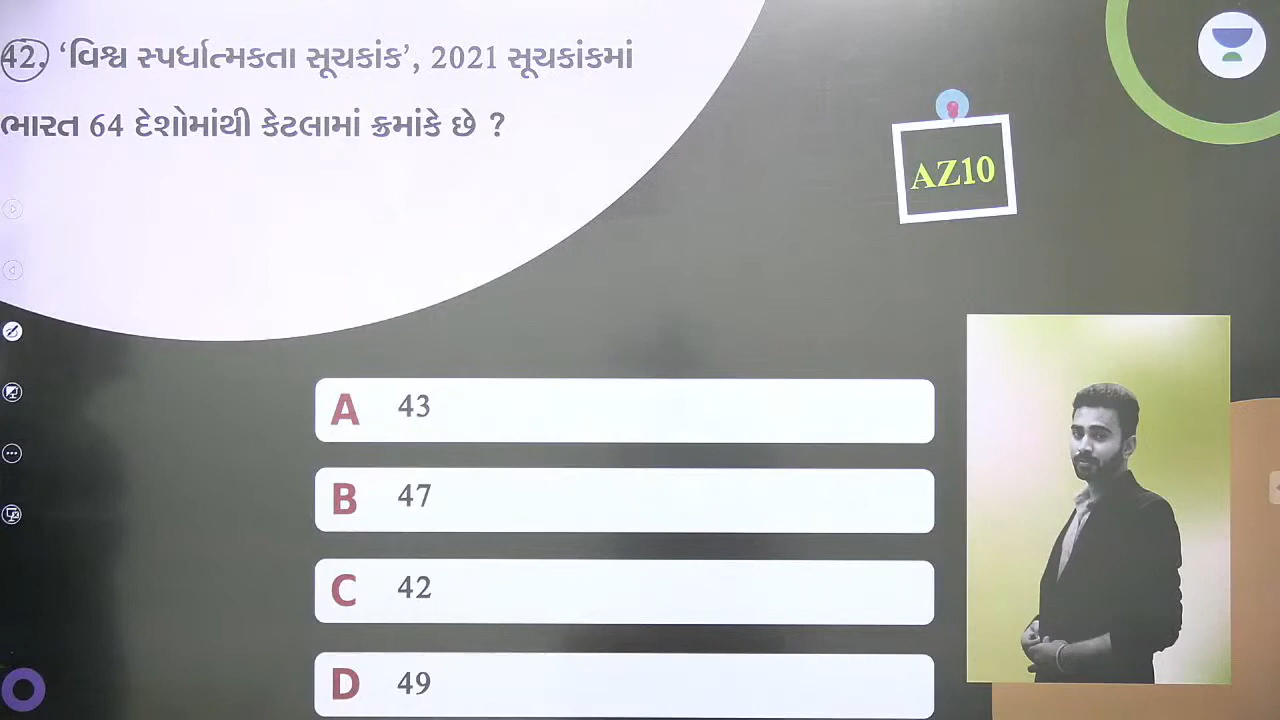 42. ‘વિશ્વ સ્પર્ધાત્મકતા સૂચકાંક’, 2021 સૂચકાંકમાં
ભારત 64 દેશોમાંથી કેટલામાં ક્રમાંકે છે ?
AZ10
A 43
B 47
C 42
D 49